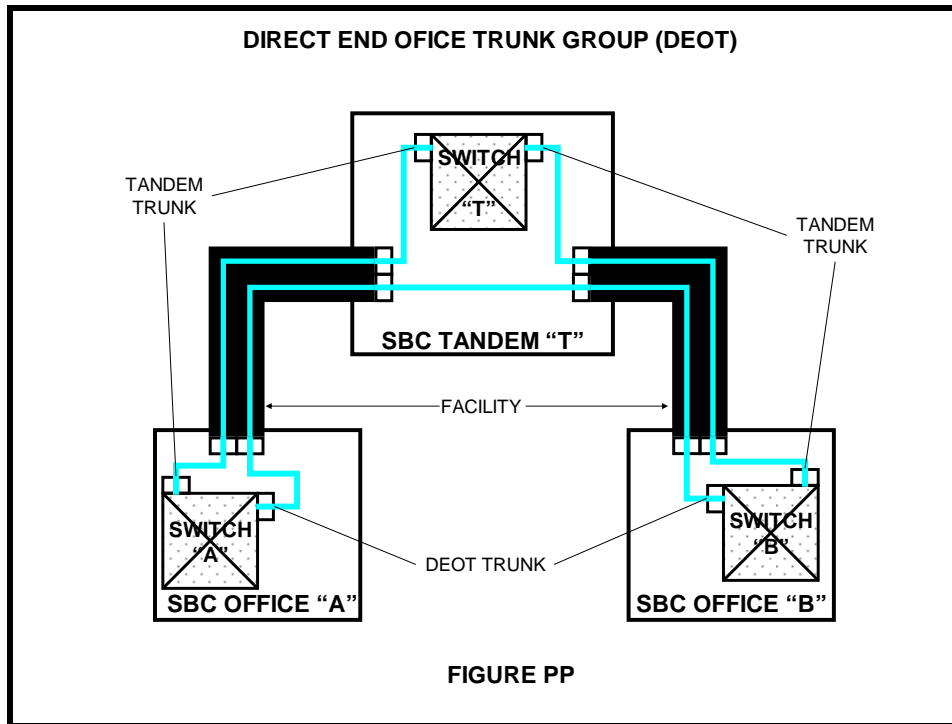 DIRECT END OFICE TRUNK GROUP (DEOT)
SWITCH
“T”
TANDEM
TRUNK
TANDEM
TRUNK
SBC TANDEM “T”
FACILITY
SWITCH
“A”
DEOT TRUNK
SWITCH
“B”
SBC OFFICE “A”
SBC OFFICE “B”
FIGURE PP